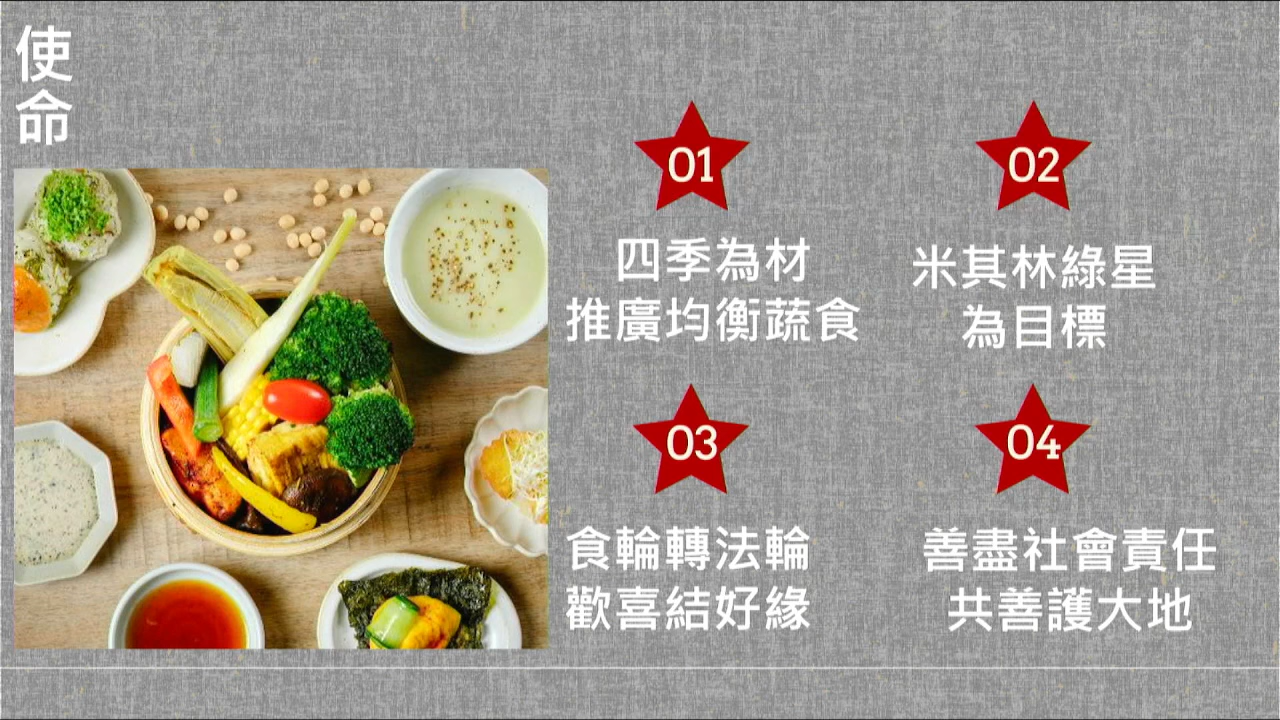 使命
01
四季為材
推廣均衡蔬食
02
米其林綠星
為目標
03
食輪轉法輪
歡喜結好緣
04
善盡社會責任
共善護大地